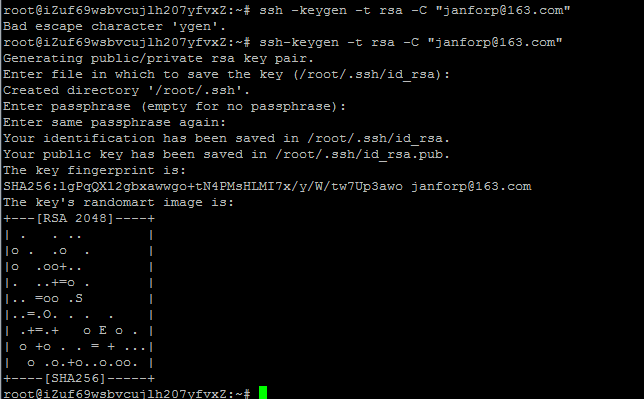 root@iZuf69wsbvcujlh207yfvxZ:~# ssh -keygen -t rsa -C "janforp@163.com"
Bad escape character 'ygen'.
root@iZuf69wsbvcujlh207yfvxZ:~# ssh-keygen -t rsa -C "janforp@163.com"
Generating public/private rsa key pair.
Enter file in which to save the key (/root/.ssh/id_rsa):
Created directory '/root/.ssh'.
Enter passphrase (empty for no passphrase):
Enter same passphrase again:
Your identification has been saved in /root/.ssh/id_rsa.
Your public key has been saved in /root/.ssh/id_rsa.pub.
The key fingerprint is:
SHA256:lgPqQXl2gbxawwgo+tN4PMsHLMI7x/y/W/tw7Up3awo janforp@163.com
The key's randomart image is:
+---[RSA 2048]----+
| .   . ..        |
|o .  .o  .       |
|o  .oo+..        |
|.  ..+=o .       |
|.. =oo .S        |
|..=.O. . .  .    |
| .+=.+   o E o . |
| o +o . . = + ...|
|  o .o.+o..o.oo. |
+----[SHA256]-----+
root@iZuf69wsbvcujlh207yfvxZ:~#